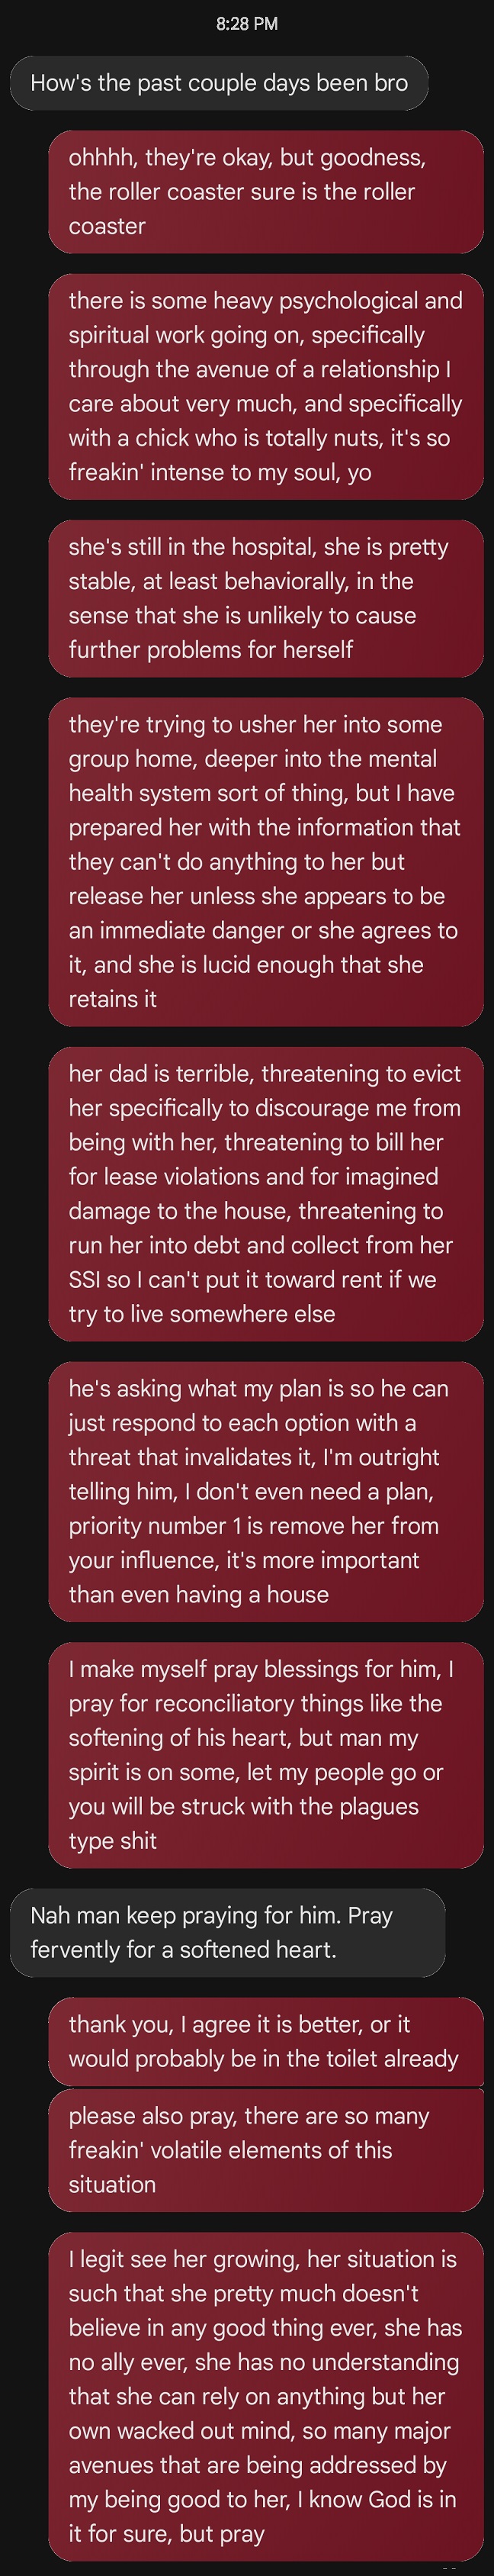 8:28 PM
How's the past couple days been bro
ohhhh, they're okay, but goodness,
the roller coaster sure is the roller
coaster
there is some heavy psychological and
spiritual work going on, specifically
through the avenue of a relationship I
care about very much, and specifically
with a chick who is totally nuts, it's so
freakin' intense to my soul, yo
she's still in the hospital, she is pretty
stable, at least behaviorally, in the
sense that she is unlikely to cause
further problems for herself
they're trying to usher her into some
group home, deeper into the mental
health system sort of thing, but I have
prepared her with the information that
they can't do anything to her but
release her unless she appears to be
an immediate danger or she agrees to
it, and she is lucid enough that she
retains it
her dad is terrible, threatening to evict
her specifically to discourage me from
being with her, threatening to bill her
for lease violations and for imagined
damage to the house, threatening to
run her into debt and collect from her
SSI so I can't put it toward rent if we
try to live somewhere else
he's asking what my plan is so he can
just respond to each option with a
threat that invalidates it, I'm outright
telling him, I don't even need a plan,
priority number 1 is remove her from
your influence, it's more important
than even having a house
I make myself pray blessings for him, I
pray for reconciliatory things like the
softening of his heart, but man my
spirit is on some, let my people go or
you will be struck with the plagues
type shit
Nah man keep praying for him. Pray
fervently for a softened heart.
thank you, I agree it is better, or it
would probably be in the toilet already
please also pray, there are so many
freakin' volatile elements of this
situation
I legit see her growing, her situation is
such that she pretty much doesn't
believe in any good thing ever, she has
no ally ever, she has no understanding
that she can rely on anything but her
own wacked out mind, so many major
avenues that are being addressed by
my being good to her, I know God is in
it for sure, but pray